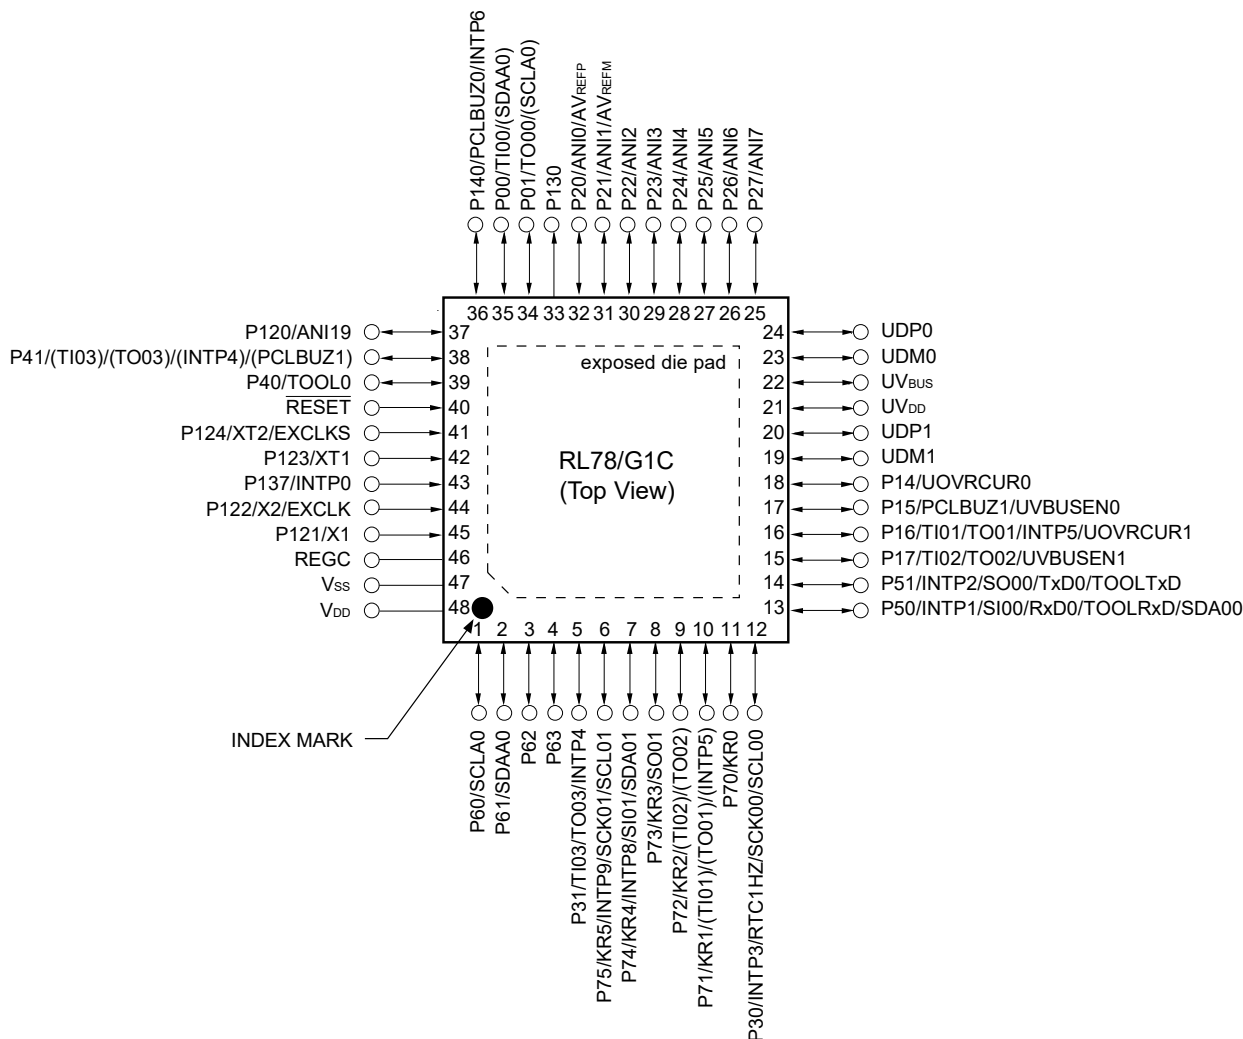 P140/PCLBUZ0/INTP6
P00/TI00/(SDAA0)
P01/TO00/(SCLA0)
P130
P20/ANI0/AVREFP
P21/ANI1/AVREFM
P22/ANI2
P23/ANI3
P24/ANI4
P25/ANI5
P26/ANI6
P27/ANI7
36 35 34 33 32 31 30 29 28 27 26 25
P120/ANI19 37
P41/(TI03)/(TO03)/(INTP4)/(PCLBUZ1) 38
P40/TOOL0 39
RESET 40
P124/XT2/EXCLKS 41
P123/XT1 42
P137/INTP0 43
P122/X2/EXCLK 44
P121/X1 45
REGC 46
VSS 47
VDD 48
exposed die pad
RL78/G1C
(Top View)
24 UDP0
23 UDM0
22 UVBUS
21 UVDD
20 UDP1
19 UDM1
18 P14/UOVRCUR0
17 P15/PCLBUZ1/UVBUSEN0
16 P16/TI01/TO01/INTP5/UOVRCUR1
15 P17/TI02/TO02/UVBUSEN1
14 P51/INTP2/SO00/TxD0/TOOLTxD
13 P50/INTP1/SI00/RxD0/TOOLRxD/SDA00
1 2 3 4 5 6 7 8 9 10 11 12
INDEX MARK
P60/SCLA0
P61/SDAA0
P62
P63
P31/TI03/TO03/INTP4
P75/KR5/INTP9/SCK01/SCL01
P74/KR4/INTP8/SI01/SDA01
P73/KR3/SO01
P72/KR2/(TI02)/(TO02)
P71/KR1/(TI01)/(TO01)/(INTP5)
P70/KR0
P30/INTP3/RTC1HZ/SCK00/SCL00